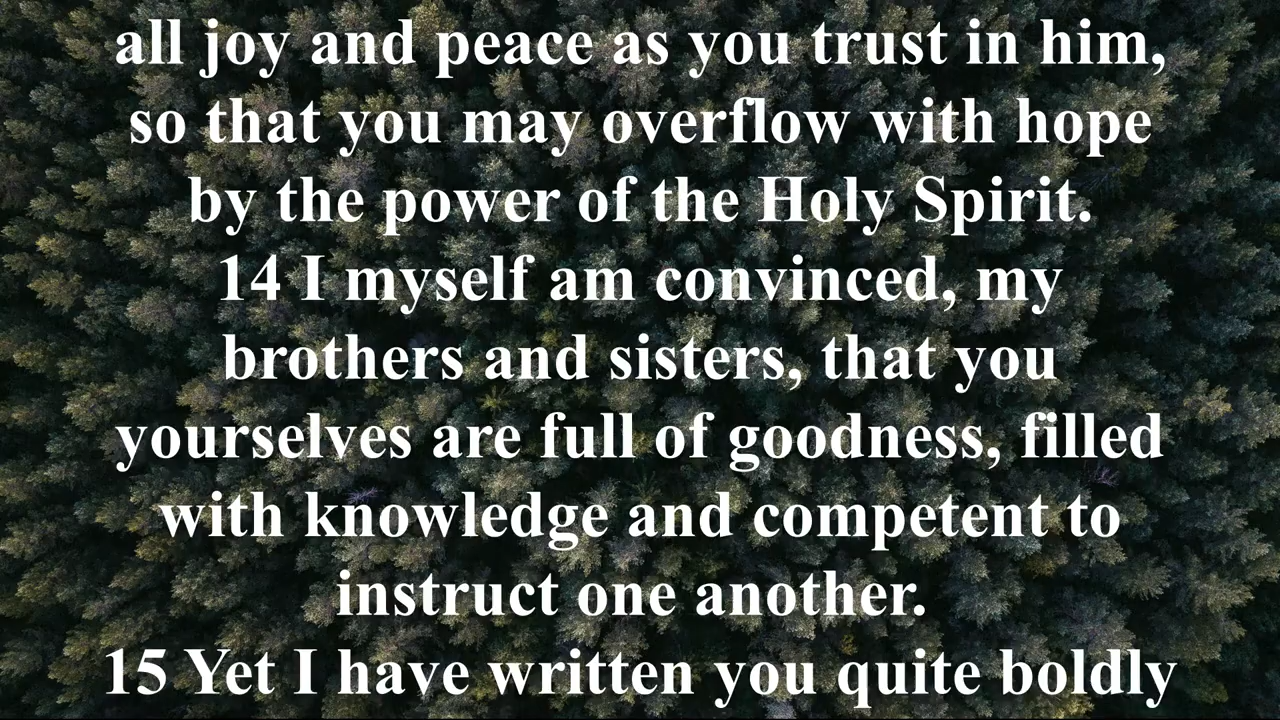 all joy and peace as you trust in him,
so that you may overflow with hope
by the power of the Holy Spirit.
14 I myself am convinced, my
brothers and sisters, that you
yourselves are full of goodness, filled
with knowledge and competent to
instruct one another.
15 Yet I have written you quite boldly